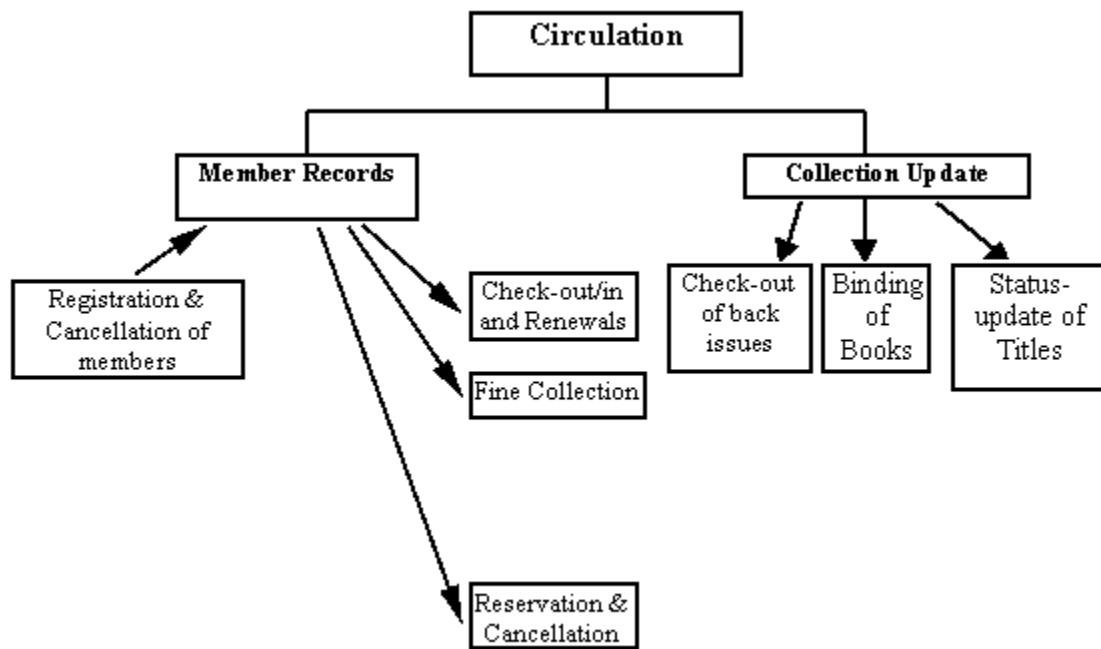 Circulation
Member Records
Collection Update
Registration &
Cancellation of
members
Check-out/in
and Renewals
Fine Collection
Reservation &
Cancellation
Check-out
of back
issues
Binding
of
Books
Status-
update of
Titles